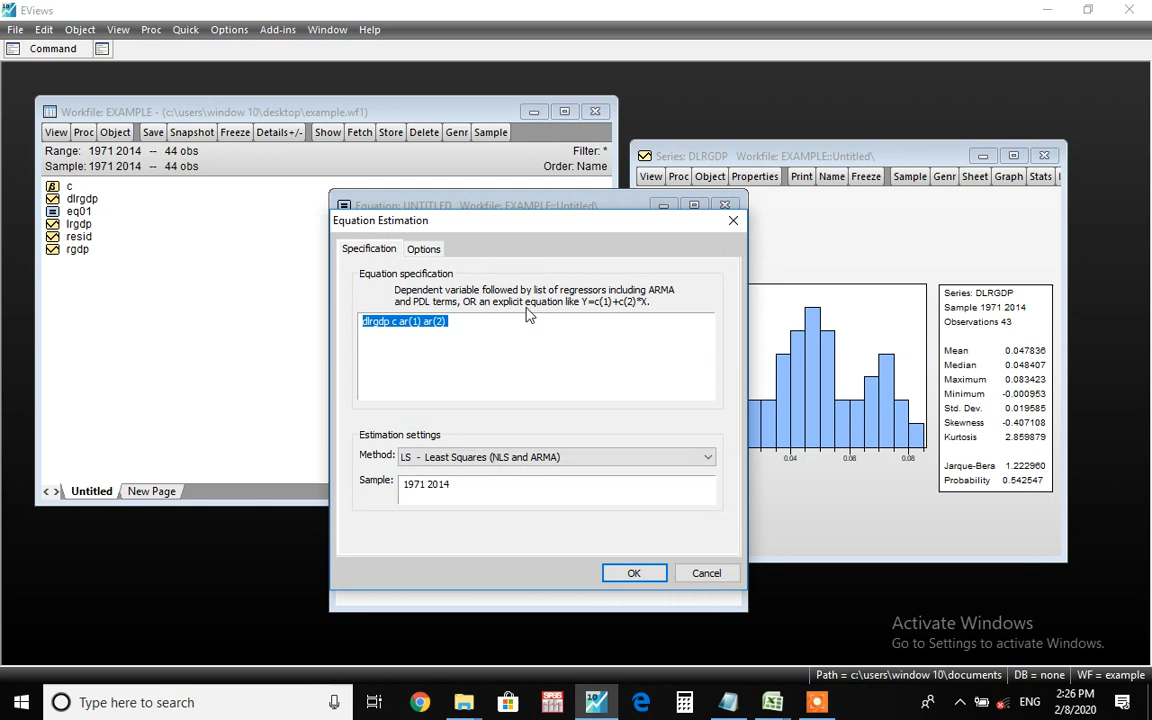 10 EViews
File Edit Object View Proc Quick Options Add-ins Window Help
Command
Workfile: EXAMPLE - (c:\users\window 10\desktop\example.wf1)
View Proc Object Save Snapshot Freeze Details+/- Show Fetch Store Delete Genr Sample
Range: 1971 2014 -- 44 obs Filter: *
Sample: 1971 2014 -- 44 obs Order: Name
β c
dlrgdp
eq01
lrgdp
resid
rgdp
< > Untitled New Page
Series: DLRGDP Workfile: EXAMPLE::Untitled\
View Proc Object Properties Print Name Freeze Sample Genr Sheet Graph Stats
Series: DLRGDP
Sample 1971 2014
Observations 43
Mean 0.047836
Median 0.048407
Maximum 0.083423
Minimum -0.000953
Std. Dev. 0.019585
Skewness -0.407108
Kurtosis 2.859879
Jarque-Bera 1.222960
Probability 0.542547
0.04 0.06 0.08
Equation: UNTITLED Workfile: EXAMPLE::Untitled\
Equation Estimation
Specification Options
Equation specification
Dependent variable followed by list of regressors including ARMA
and PDL terms, OR an explicit equation like Y=c(1)+c(2)*X.
dlrgdp c ar(1) ar(2)
Estimation settings
Method: LS - Least Squares (NLS and ARMA)
Sample: 1971 2014
OK Cancel
Activate Windows
Go to Settings to activate Windows.
Path = c:\users\window 10\documents DB = none WF = example
Type here to search
SPSS
10
ENG
2:26 PM
2/8/2020